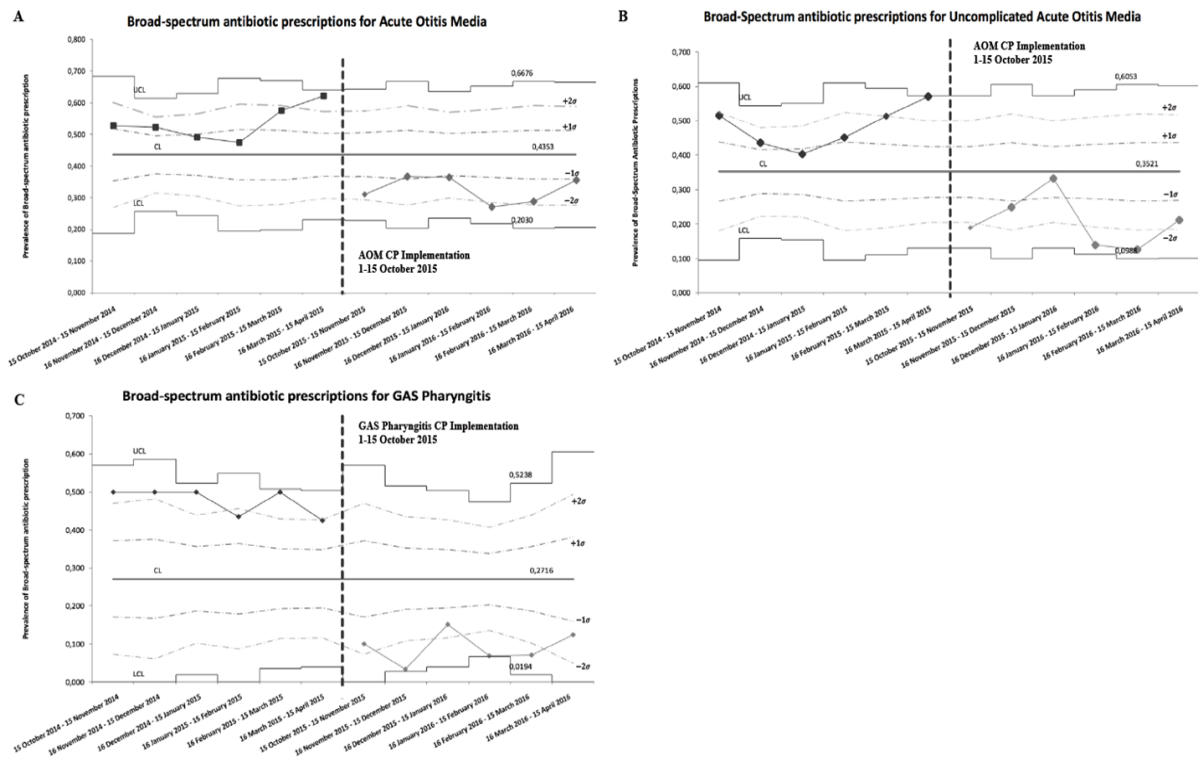 A
Broad-spectrum antibiotic prescriptions for Acute Otitis Media
Prevalence of Broad-spectrum antibiotic prescription
0,800
0,700
0,600
0,500
0,400
0,300
0,200
0,100
0,000
UCL
CL
LCL
0,6676
+2σ
+1σ
0,4353
−1σ
−2σ
0,2030
AOM CP Implementation
1-15 October 2015
15 October 2014 - 15 November 2014
16 November 2014 - 15 December 2014
16 December 2014 - 15 January 2015
16 January 2015 - 15 February 2015
16 February 2015 - 15 March 2015
16 March 2015 - 15 April 2015
15 October 2015 - 15 November 2015
16 November 2015 - 15 December 2015
16 December 2015 - 15 January 2016
16 January 2016 - 15 February 2016
16 February 2016 - 15 March 2016
16 March 2016 - 15 April 2016
B
Broad-Spectrum antibiotic prescriptions for Uncomplicated Acute Otitis Media
Prevalence of Broad-Spectrum Antibiotic Prescriptions
0,700
0,600
0,500
0,400
0,300
0,200
0,100
0,000
AOM CP Implementation
1-15 October 2015
UCL
CL
LCL
0,6053
+2σ
+1σ
0,3521
−1σ
−2σ
0,0988
15 October 2014 - 15 November 2014
16 November 2014 - 15 December 2014
16 December 2014 - 15 January 2015
16 January 2015 - 15 February 2015
16 February 2015 - 15 March 2015
16 March 2015 - 15 April 2015
15 October 2015 - 15 November 2015
16 November 2015 - 15 December 2015
16 December 2015 - 15 January 2016
16 January 2016 - 15 February 2016
16 February 2016 - 15 March 2016
16 March 2016 - 15 April 2016
C
Broad-spectrum antibiotic prescriptions for GAS Pharyngitis
Prevalence of Broad-spectrum antibiotic prescription
0,700
0,600
0,500
0,400
0,300
0,200
0,100
0,000
GAS Pharyngitis CP Implementation
1-15 October 2015
UCL
CL
LCL
0,5238
+2σ
+1σ
0,2716
−1σ
−2σ
0,0194
15 October 2014 - 15 November 2014
16 November 2014 - 15 December 2014
16 December 2014 - 15 January 2015
16 January 2015 - 15 February 2015
16 February 2015 - 15 March 2015
16 March 2015 - 15 April 2015
15 October 2015 - 15 November 2015
16 November 2015 - 15 December 2015
16 December 2015 - 15 January 2016
16 January 2016 - 15 February 2016
16 February 2016 - 15 March 2016
16 March 2016 - 15 April 2016